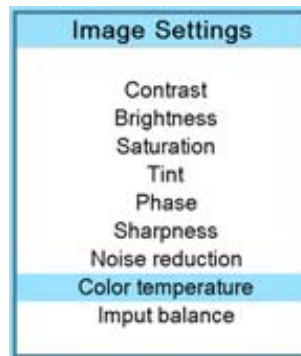 Image Settings
Contrast
Brightness
Saturation
Tint
Phase
Sharpness
Noise reduction
Color temperature
Imput balance